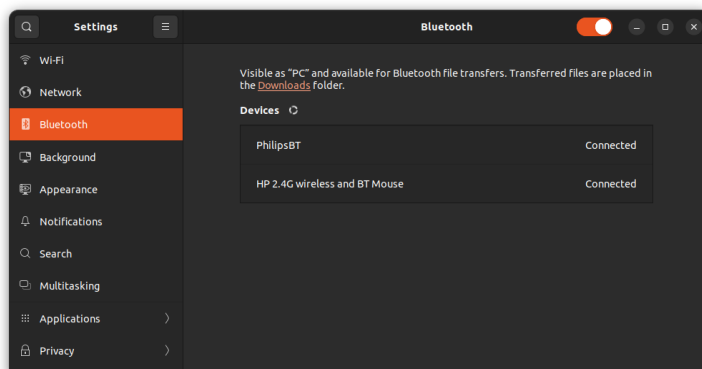 Settings
Bluetooth
Wi-Fi
Network
Bluetooth
Background
Appearance
Notifications
Search
Multitasking
Applications
Privacy
Visible as “PC” and available for Bluetooth file transfers. Transferred files are placed in
the Downloads folder.
Devices
PhilipsBT Connected
HP 2.4G wireless and BT Mouse Connected